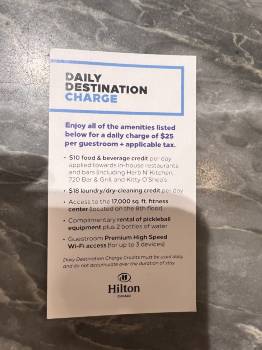 DAILY
DESTINATION
CHARGE
Enjoy all of the amenities listed
below for a daily charge of $25
per guestroom + applicable tax.
• $10 food & beverage credit per day
applied towards in-house restaurants
and bars (including Herb N' Kitchen,
720 Bar & Grill and Kitty O'Sheas
• $18 laundry/dry-cleaning credit per day
• Access to the 17,000 sq. ft. fitness
center (located on the 8th floor)
• Complimentary rental of pickleball
equipment plus 2 bottles of water
• Guestroom Premium High Speed
Wi-Fi access (for up to 3 devices)
Daily Destination Charge Credits must be used daily
and do not accumulate over the duration of stay.
Hilton
CHICAGO